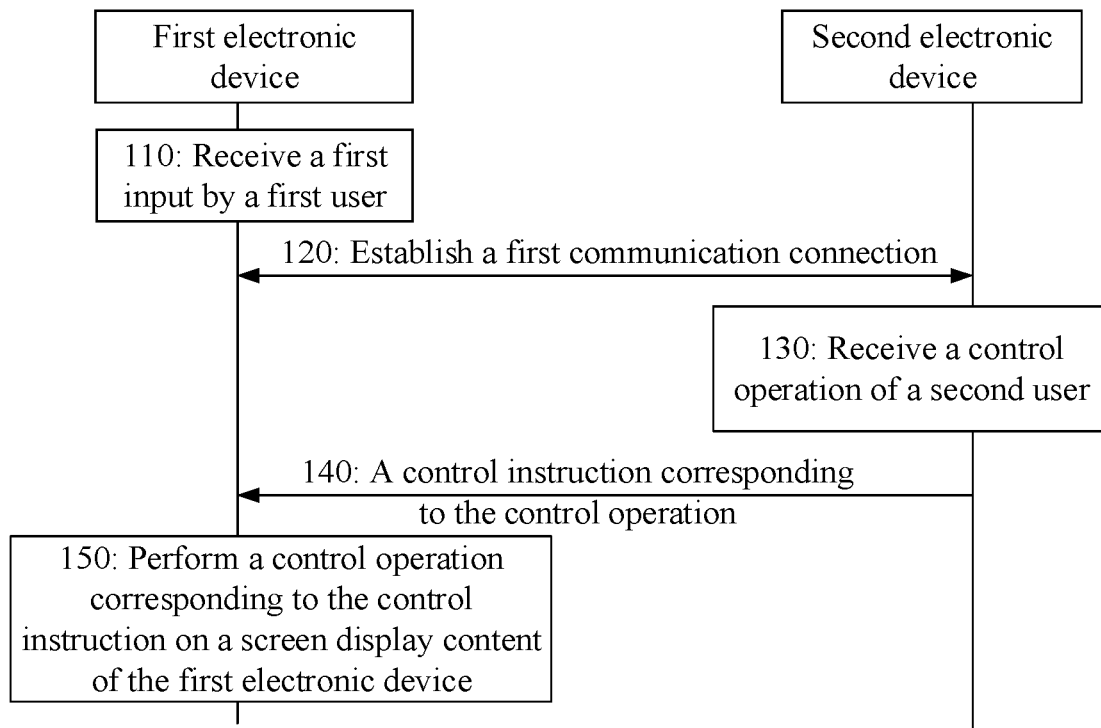 First electronic
device
Second electronic
device
110: Receive a first
input by a first user
120: Establish a first communication connection
130: Receive a control
operation of a second user
140: A control instruction corresponding
to the control operation
150: Perform a control operation
corresponding to the control
instruction on a screen display content
of the first electronic device